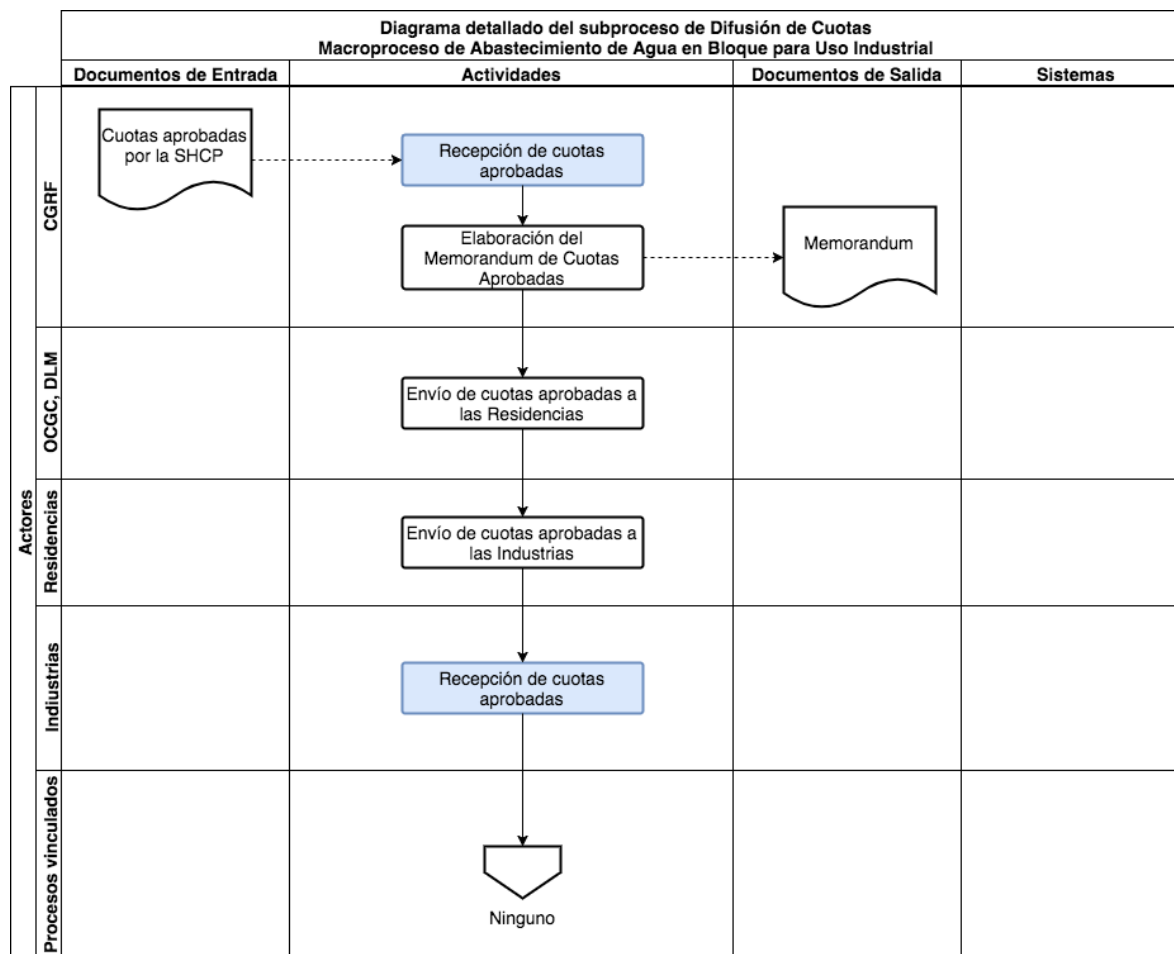 Diagrama detallado del subproceso de Difusión de Cuotas
Macroproceso de Abastecimiento de Agua en Bloque para Uso Industrial
Documentos de Entrada
Actividades
Documentos de Salida
Sistemas
Actores
CGRF
Cuotas aprobadas
por la SHCP
Recepción de cuotas
aprobadas
Elaboración del
Memorandum de Cuotas
Aprobadas
Memorandum
OCGC, DLM
Envío de cuotas aprobadas a
las Residencias
Residencias
Envío de cuotas aprobadas a
las Industrias
Indiustrias
Recepción de cuotas
aprobadas
Procesos vinculados
Ninguno